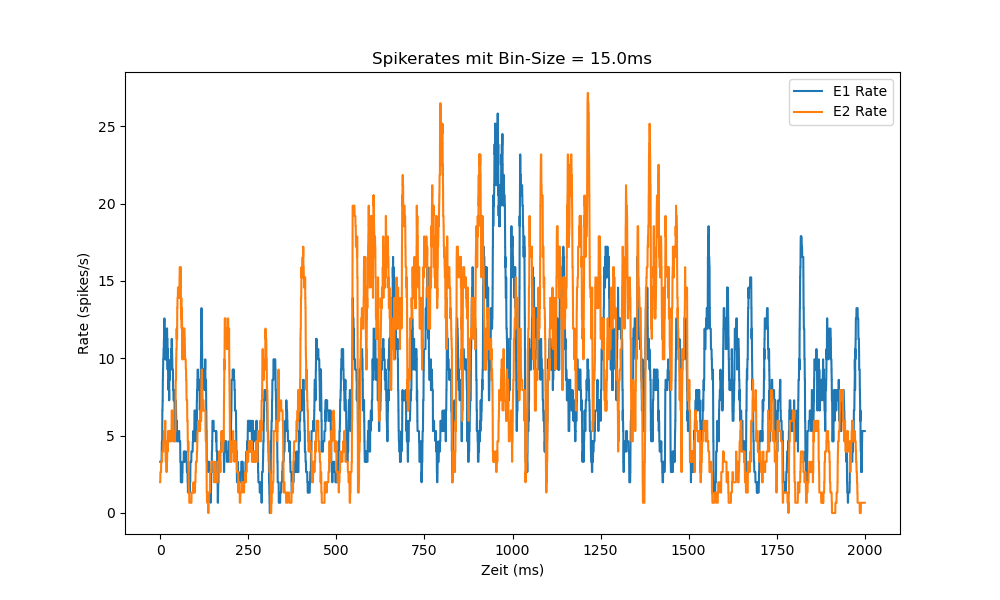 Spikerates mit Bin-Size = 15.0ms
E1 Rate
E2 Rate
Rate (spikes/s)
25
20
15
10
5
0
0 250 500 750 1000 1250 1500 1750 2000
Zeit (ms)